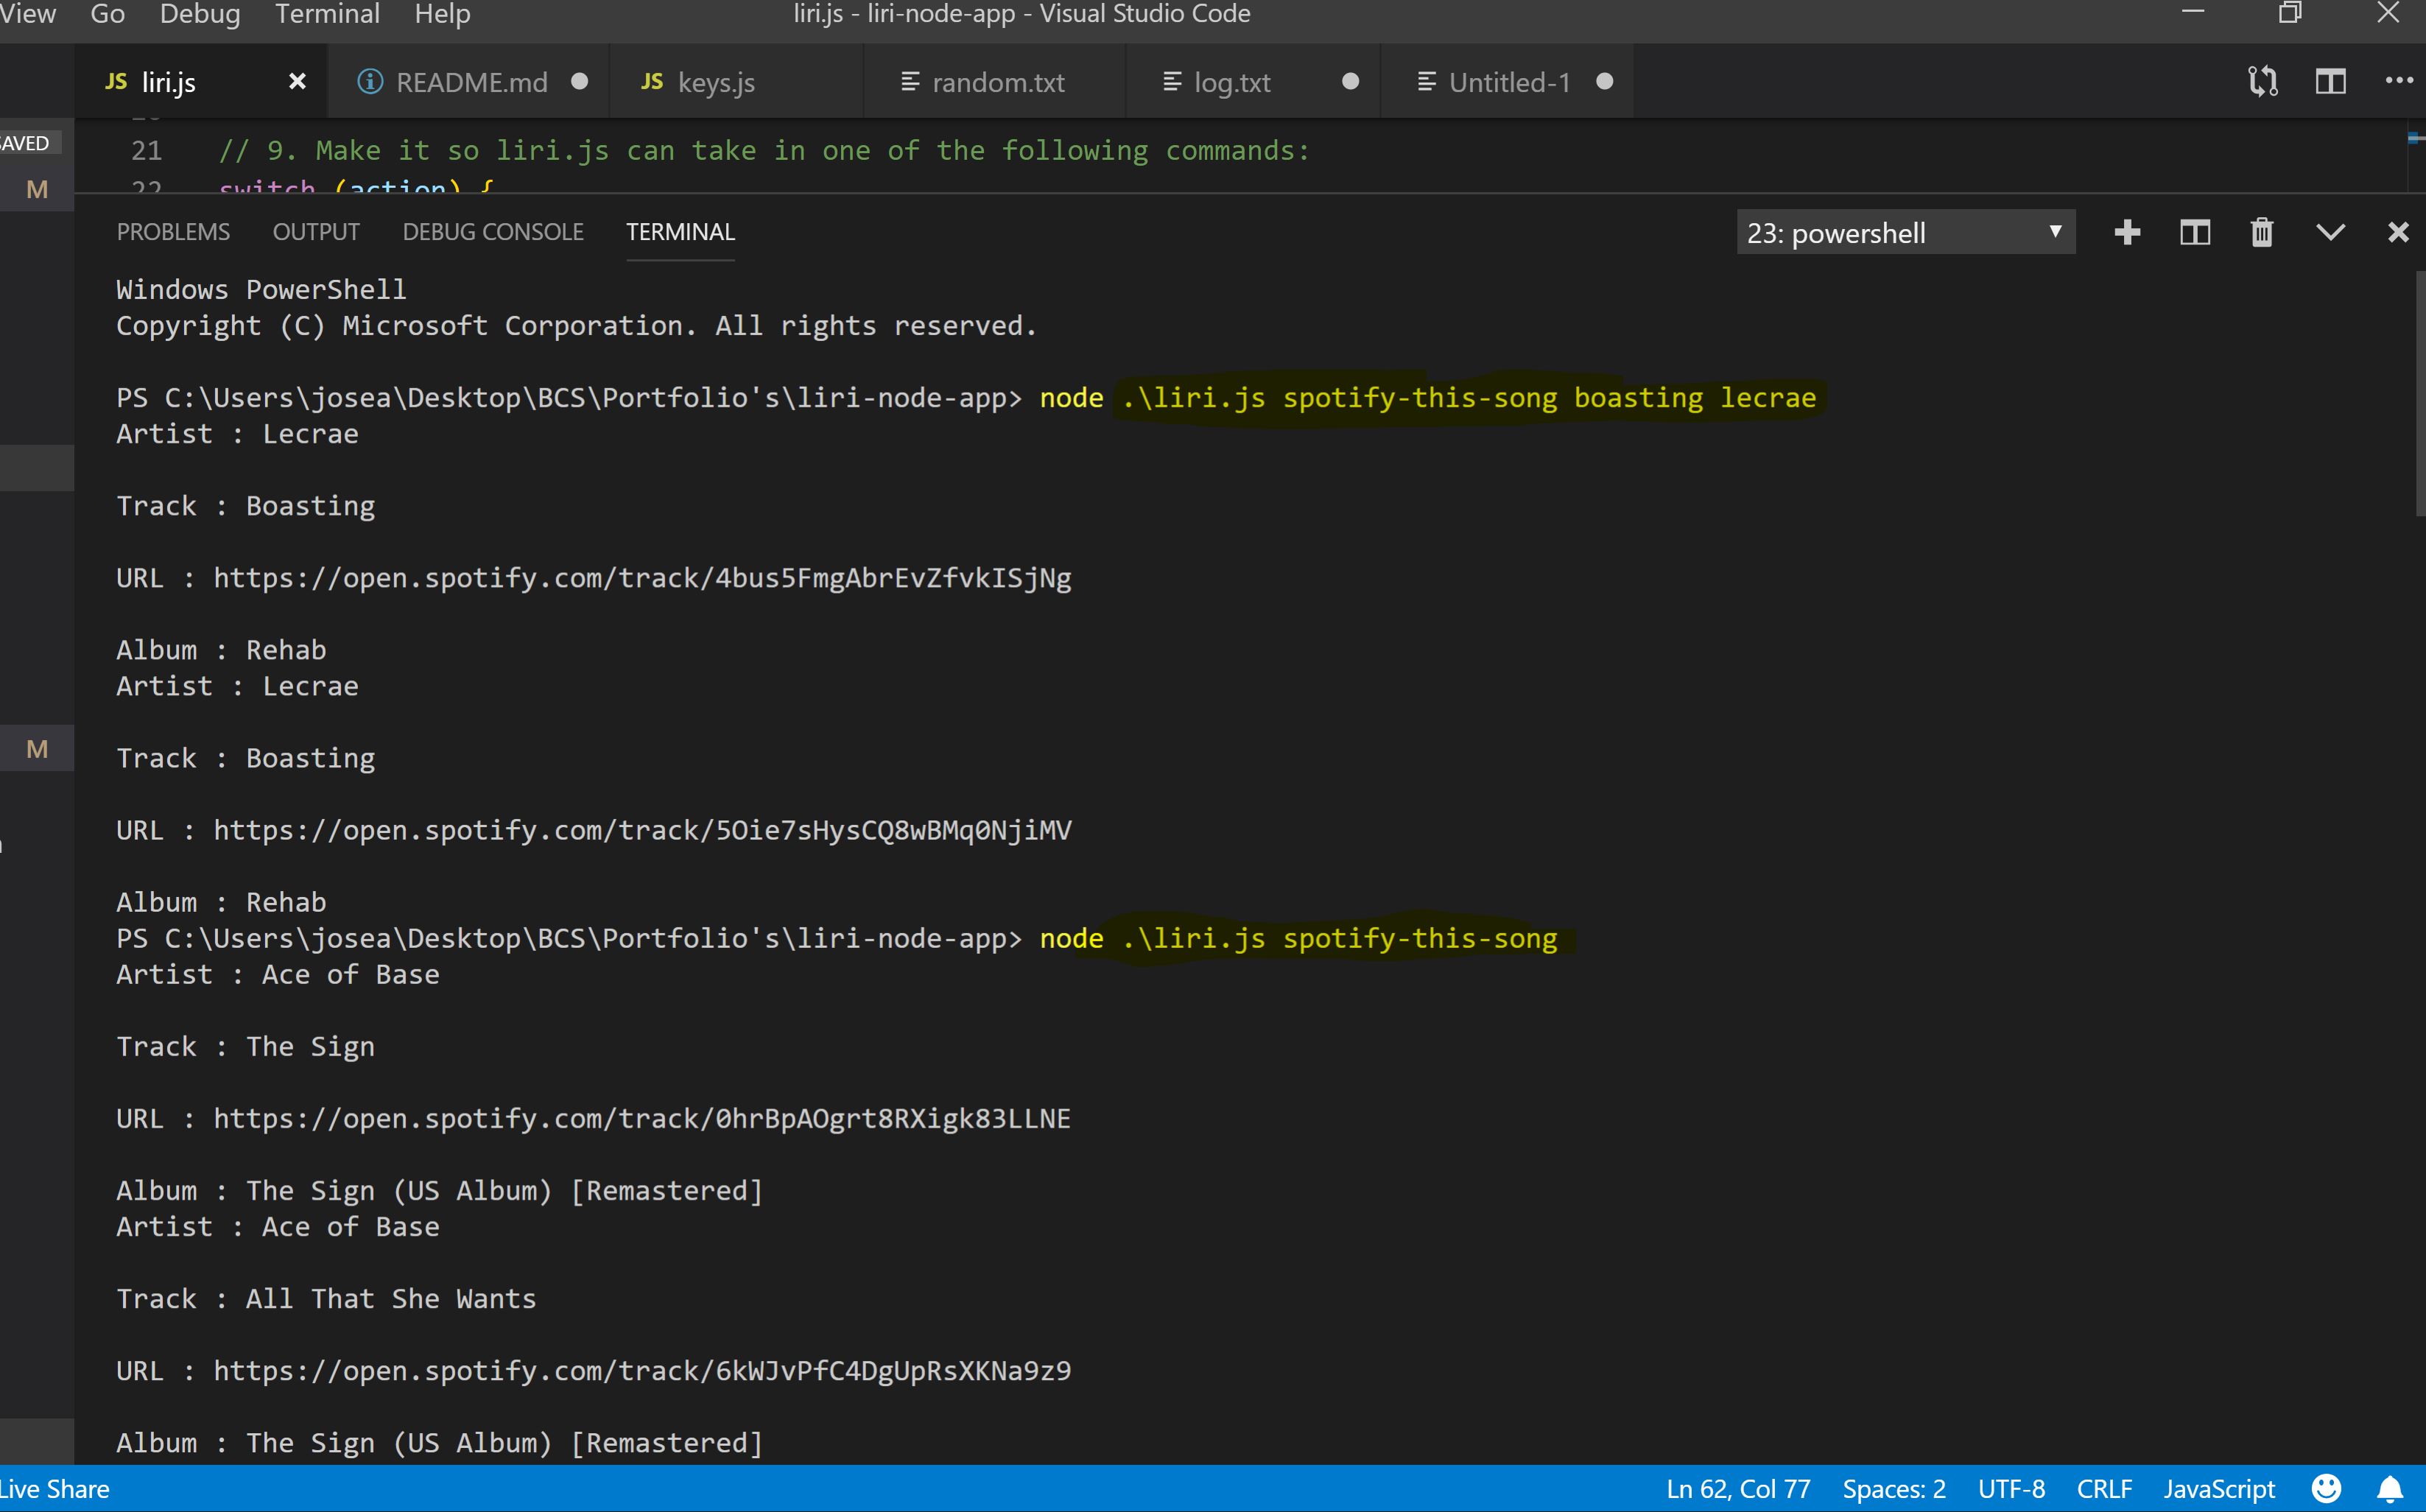 View Go Debug Terminal Help liri.js - liri-node-app - Visual Studio Code
JS liri.js README.md JS keys.js random.txt log.txt Untitled-1
SAVED
21 // 9. Make it so liri.js can take in one of the following commands:
22 switch (action) {
M
PROBLEMS OUTPUT DEBUG CONSOLE TERMINAL 23: powershell
Windows PowerShell
Copyright (C) Microsoft Corporation. All rights reserved.
PS C:\Users\josea\Desktop\BCS\Portfolio's\liri-node-app> node .\liri.js spotify-this-song boasting lecrae
Artist : Lecrae
Track : Boasting
URL : https://open.spotify.com/track/4bus5FmgAbrEvZfvkISjNg
Album : Rehab
Artist : Lecrae
M
Track : Boasting
URL : https://open.spotify.com/track/5Oie7sHysCQ8wBMq0NjiMV
Album : Rehab
PS C:\Users\josea\Desktop\BCS\Portfolio's\liri-node-app> node .\liri.js spotify-this-song
Artist : Ace of Base
Track : The Sign
URL : https://open.spotify.com/track/0hrBpAOgrt8RXigk83LLNE
Album : The Sign (US Album) [Remastered]
Artist : Ace of Base
Track : All That She Wants
URL : https://open.spotify.com/track/6kWJvPfC4DgUpRsXKNa9z9
Album : The Sign (US Album) [Remastered]
Live Share Ln 62, Col 77 Spaces: 2 UTF-8 CRLF JavaScript